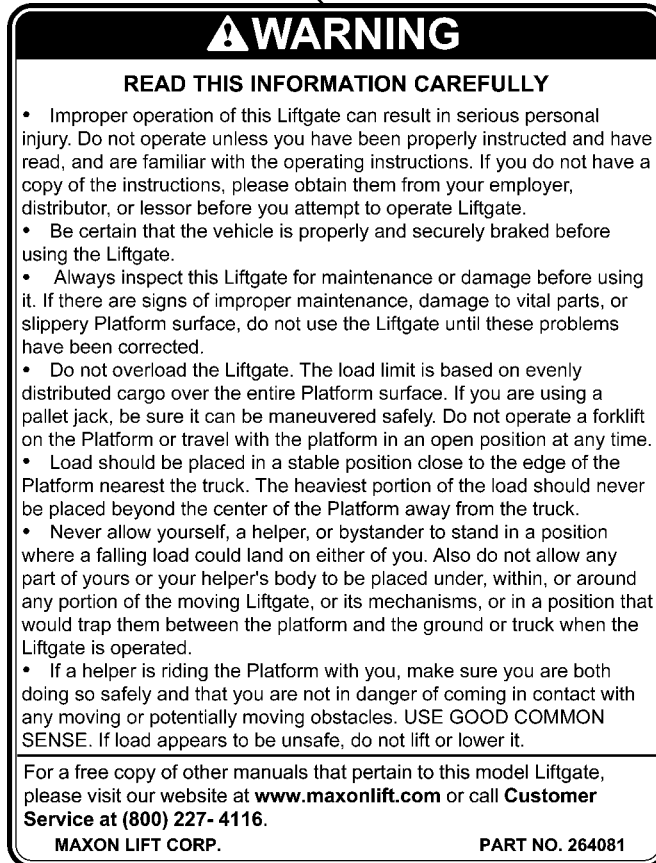 WARNING
READ THIS INFORMATION CAREFULLY
• Improper operation of this Liftgate can result in serious personal
injury. Do not operate unless you have been properly instructed and have
read, and are familiar with the operating instructions. If you do not have a
copy of the instructions, please obtain them from your employer,
distributor, or lessor before you attempt to operate Liftgate.
• Be certain that the vehicle is properly and securely braked before
using the Liftgate.
• Always inspect this Liftgate for maintenance or damage before using
it. If there are signs of improper maintenance, damage to vital parts, or
slippery Platform surface, do not use the Liftgate until these problems
have been corrected.
• Do not overload the Liftgate. The load limit is based on evenly
distributed cargo over the entire Platform surface. If you are using a
pallet jack, be sure it can be maneuvered safely. Do not operate a forklift
on the Platform or travel with the platform in an open position at any time.
• Load should be placed in a stable position close to the edge of the
Platform nearest the truck. The heaviest portion of the load should never
be placed beyond the center of the Platform away from the truck.
• Never allow yourself, a helper, or bystander to stand in a position
where a falling load could land on either of you. Also do not allow any
part of yours or your helper's body to be placed under, within, or around
any portion of the moving Liftgate, or its mechanisms, or in a position that
would trap them between the platform and the ground or truck when the
Liftgate is operated.
• If a helper is riding the Platform with you, make sure you are both
doing so safely and that you are not in danger of coming in contact with
any moving or potentially moving obstacles. USE GOOD COMMON
SENSE. If load appears to be unsafe, do not lift or lower it.
For a free copy of other manuals that pertain to this model Liftgate,
please visit our website at www.maxonlift.com or call Customer
Service at (800) 227- 4116.
MAXON LIFT CORP. PART NO. 264081